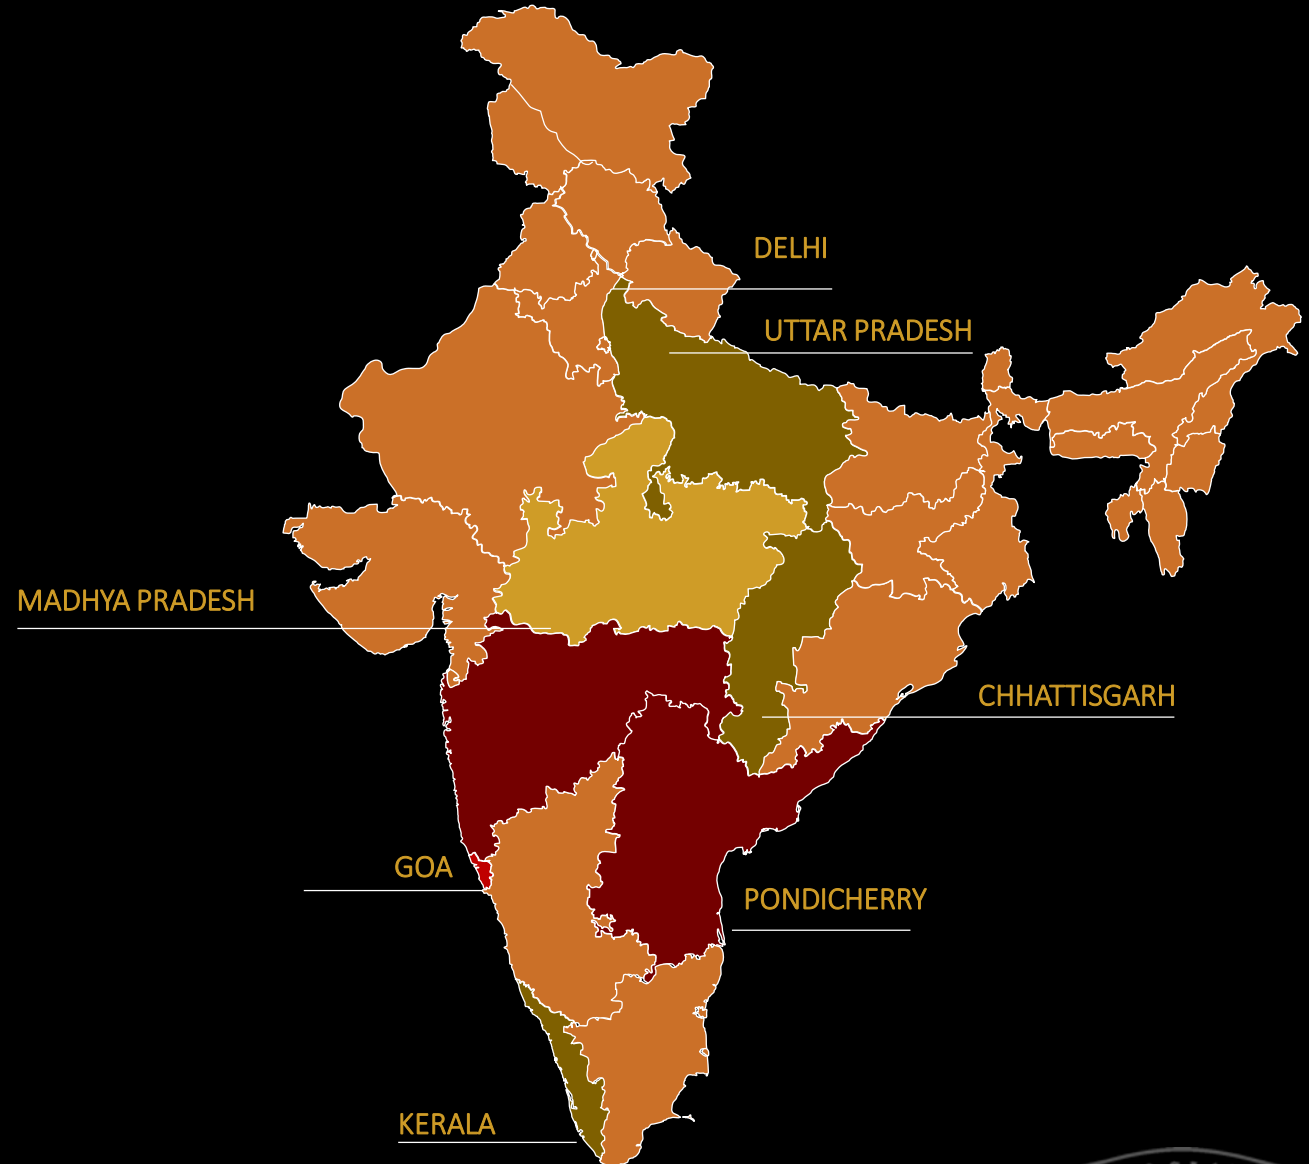 DELHI
UTTAR PRADESH
MADHYA PRADESH
CHHATTISGARH
GOA
PONDICHERRY
KERALA